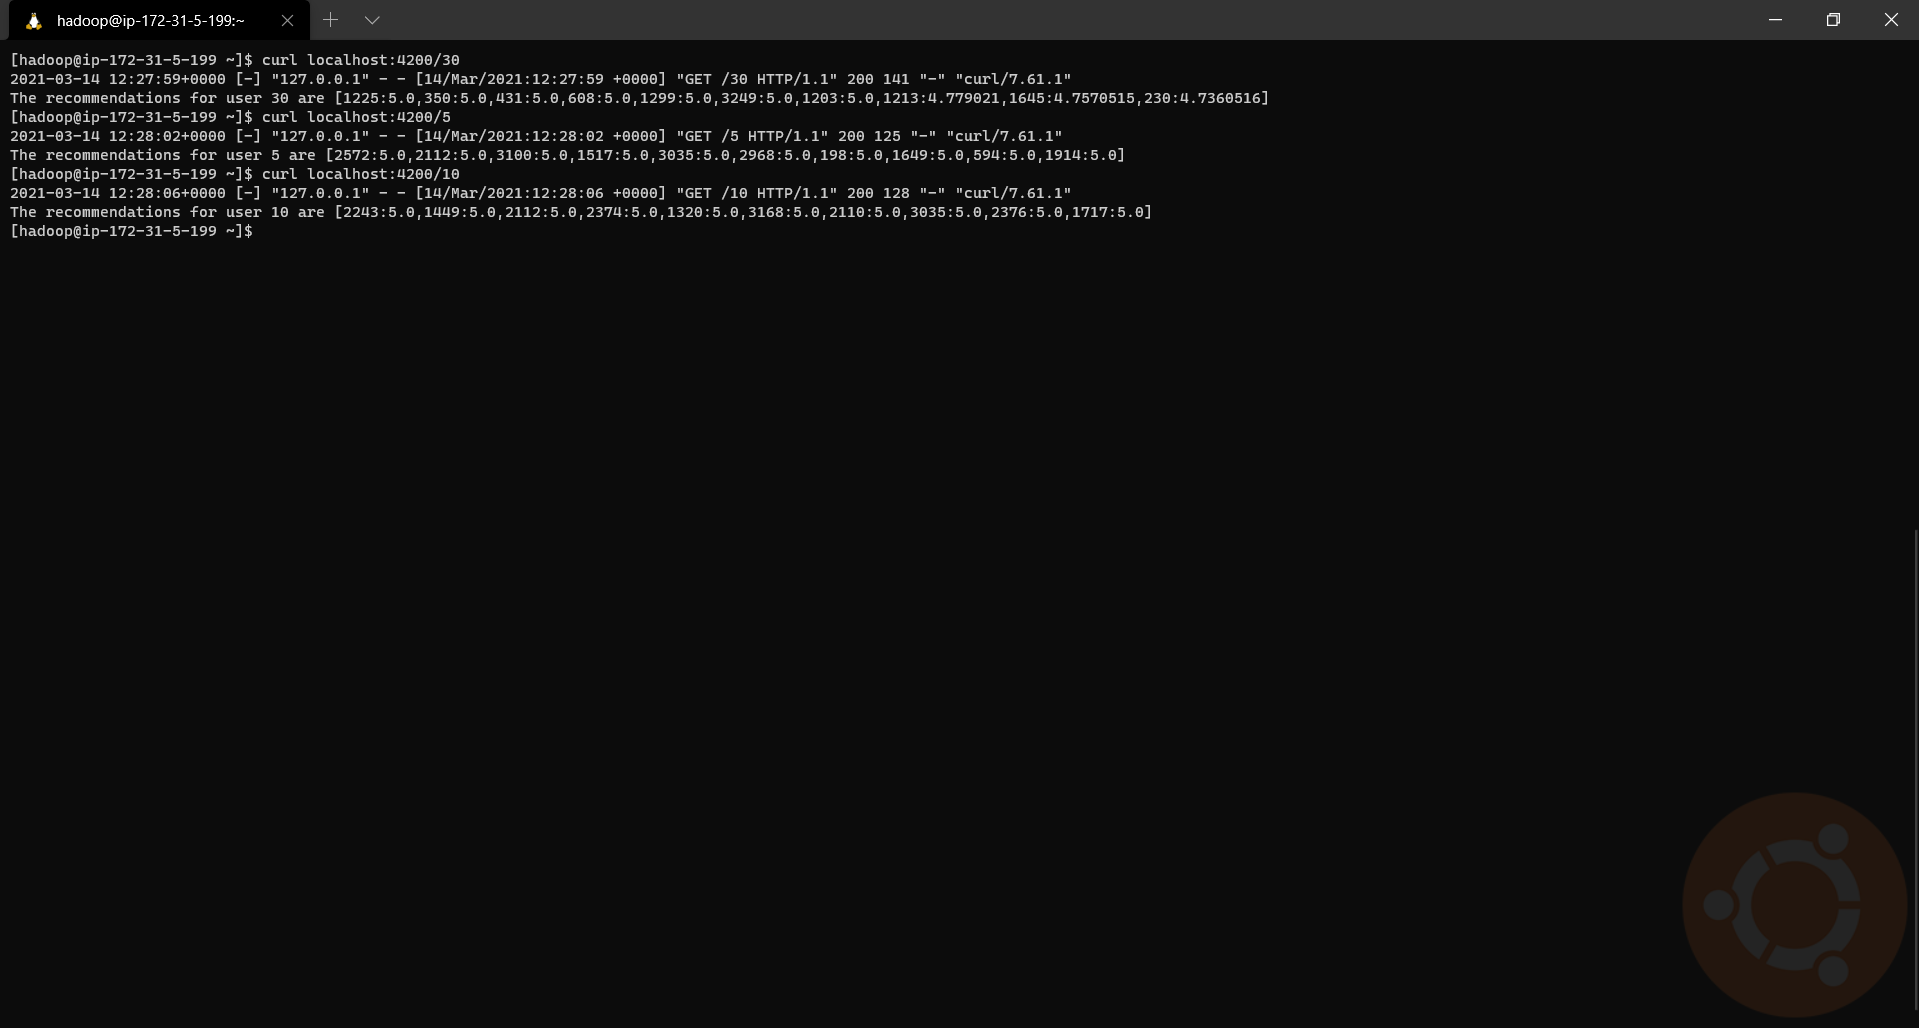 hadoop@ip-172-31-5-199:~
[hadoop@ip-172-31-5-199 ~]$ curl localhost:4200/30
2021-03-14 12:27:59+0000 [-] "127.0.0.1" - - [14/Mar/2021:12:27:59 +0000] "GET /30 HTTP/1.1" 200 141 "-" "curl/7.61.1"
The recommendations for user 30 are [1225:5.0,350:5.0,431:5.0,608:5.0,1299:5.0,3249:5.0,1203:5.0,1213:4.779021,1645:4.7570515,230:4.7360516]
[hadoop@ip-172-31-5-199 ~]$ curl localhost:4200/5
2021-03-14 12:28:02+0000 [-] "127.0.0.1" - - [14/Mar/2021:12:28:02 +0000] "GET /5 HTTP/1.1" 200 125 "-" "curl/7.61.1"
The recommendations for user 5 are [2572:5.0,2112:5.0,3100:5.0,1517:5.0,3035:5.0,2968:5.0,198:5.0,1649:5.0,594:5.0,1914:5.0]
[hadoop@ip-172-31-5-199 ~]$ curl localhost:4200/10
2021-03-14 12:28:06+0000 [-] "127.0.0.1" - - [14/Mar/2021:12:28:06 +0000] "GET /10 HTTP/1.1" 200 128 "-" "curl/7.61.1"
The recommendations for user 10 are [2243:5.0,1449:5.0,2112:5.0,2374:5.0,1320:5.0,3168:5.0,2110:5.0,3035:5.0,2376:5.0,1717:5.0]
[hadoop@ip-172-31-5-199 ~]$